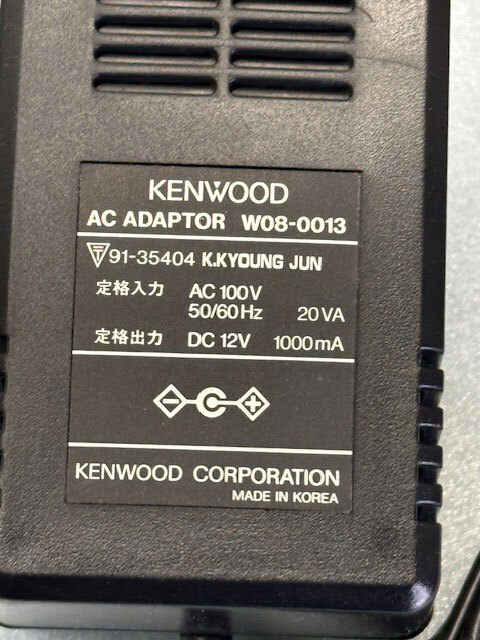 KENWOOD
AC ADAPTOR W08-0013
T91-35404 K.KYOUNG JUN
定格入力 AC 100V
50/60Hz 20VA
定格出力 DC 12V 1000mA
KENWOOD CORPORATION
MADE IN KOREA